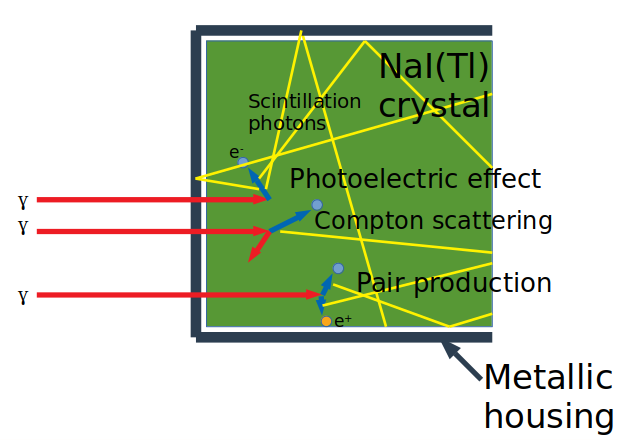 NaI(Tl)
crystal
Scintillation
photons
e-
Photoelectric effect
γ
γ
Compton scattering
Pair production
γ
e+
Metallic
housing